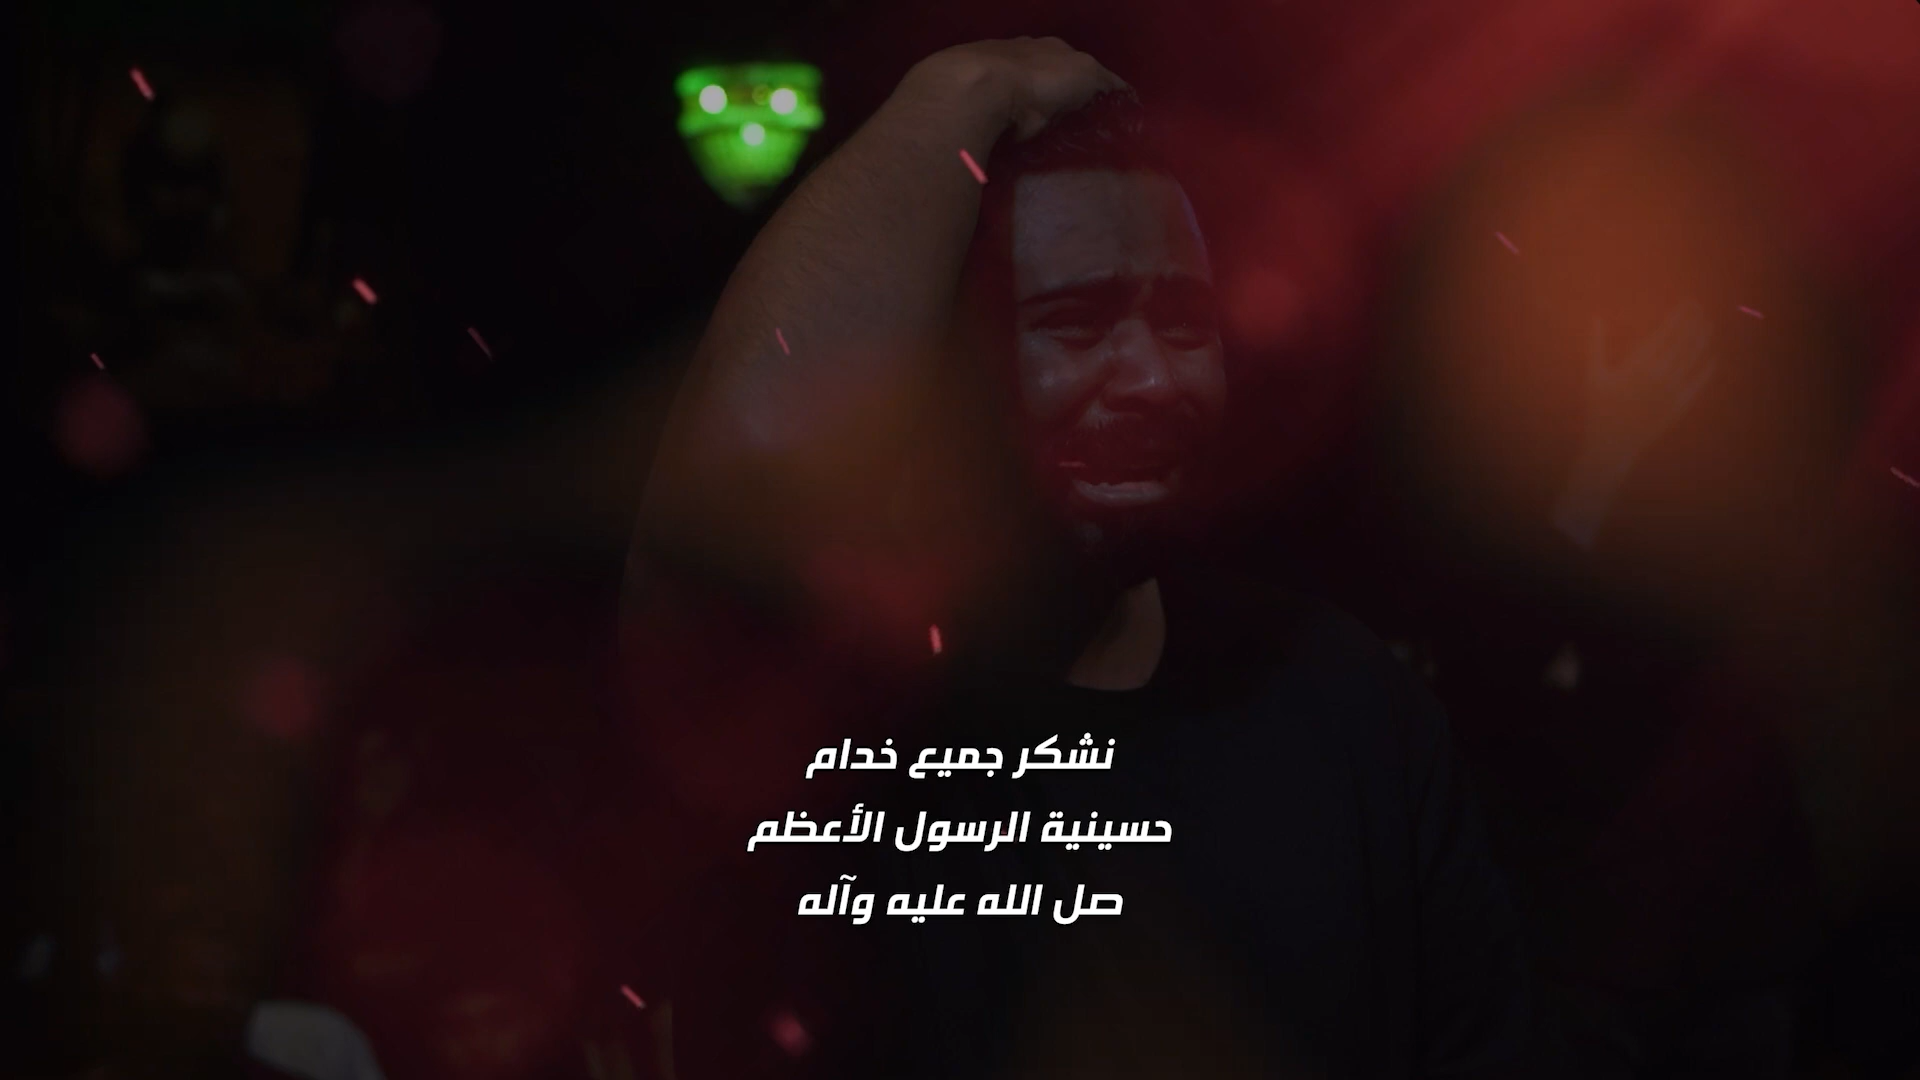 نشكر جميع خدام
حسينية الرسول الأعظم
صل الله عليه وآله